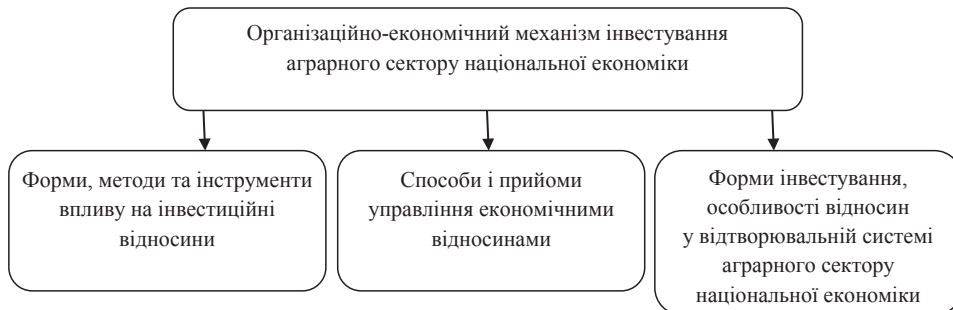 Організаційно-економічний механізм інвестування
аграрного сектору національної економіки
Форми, методи та інструменти
впливу на інвестиційні
відносини
Способи і прийоми
управління економічними
відносинами
Форми інвестування,
особливості відносин
у відтворювальній системі
аграрного сектору
національної економіки